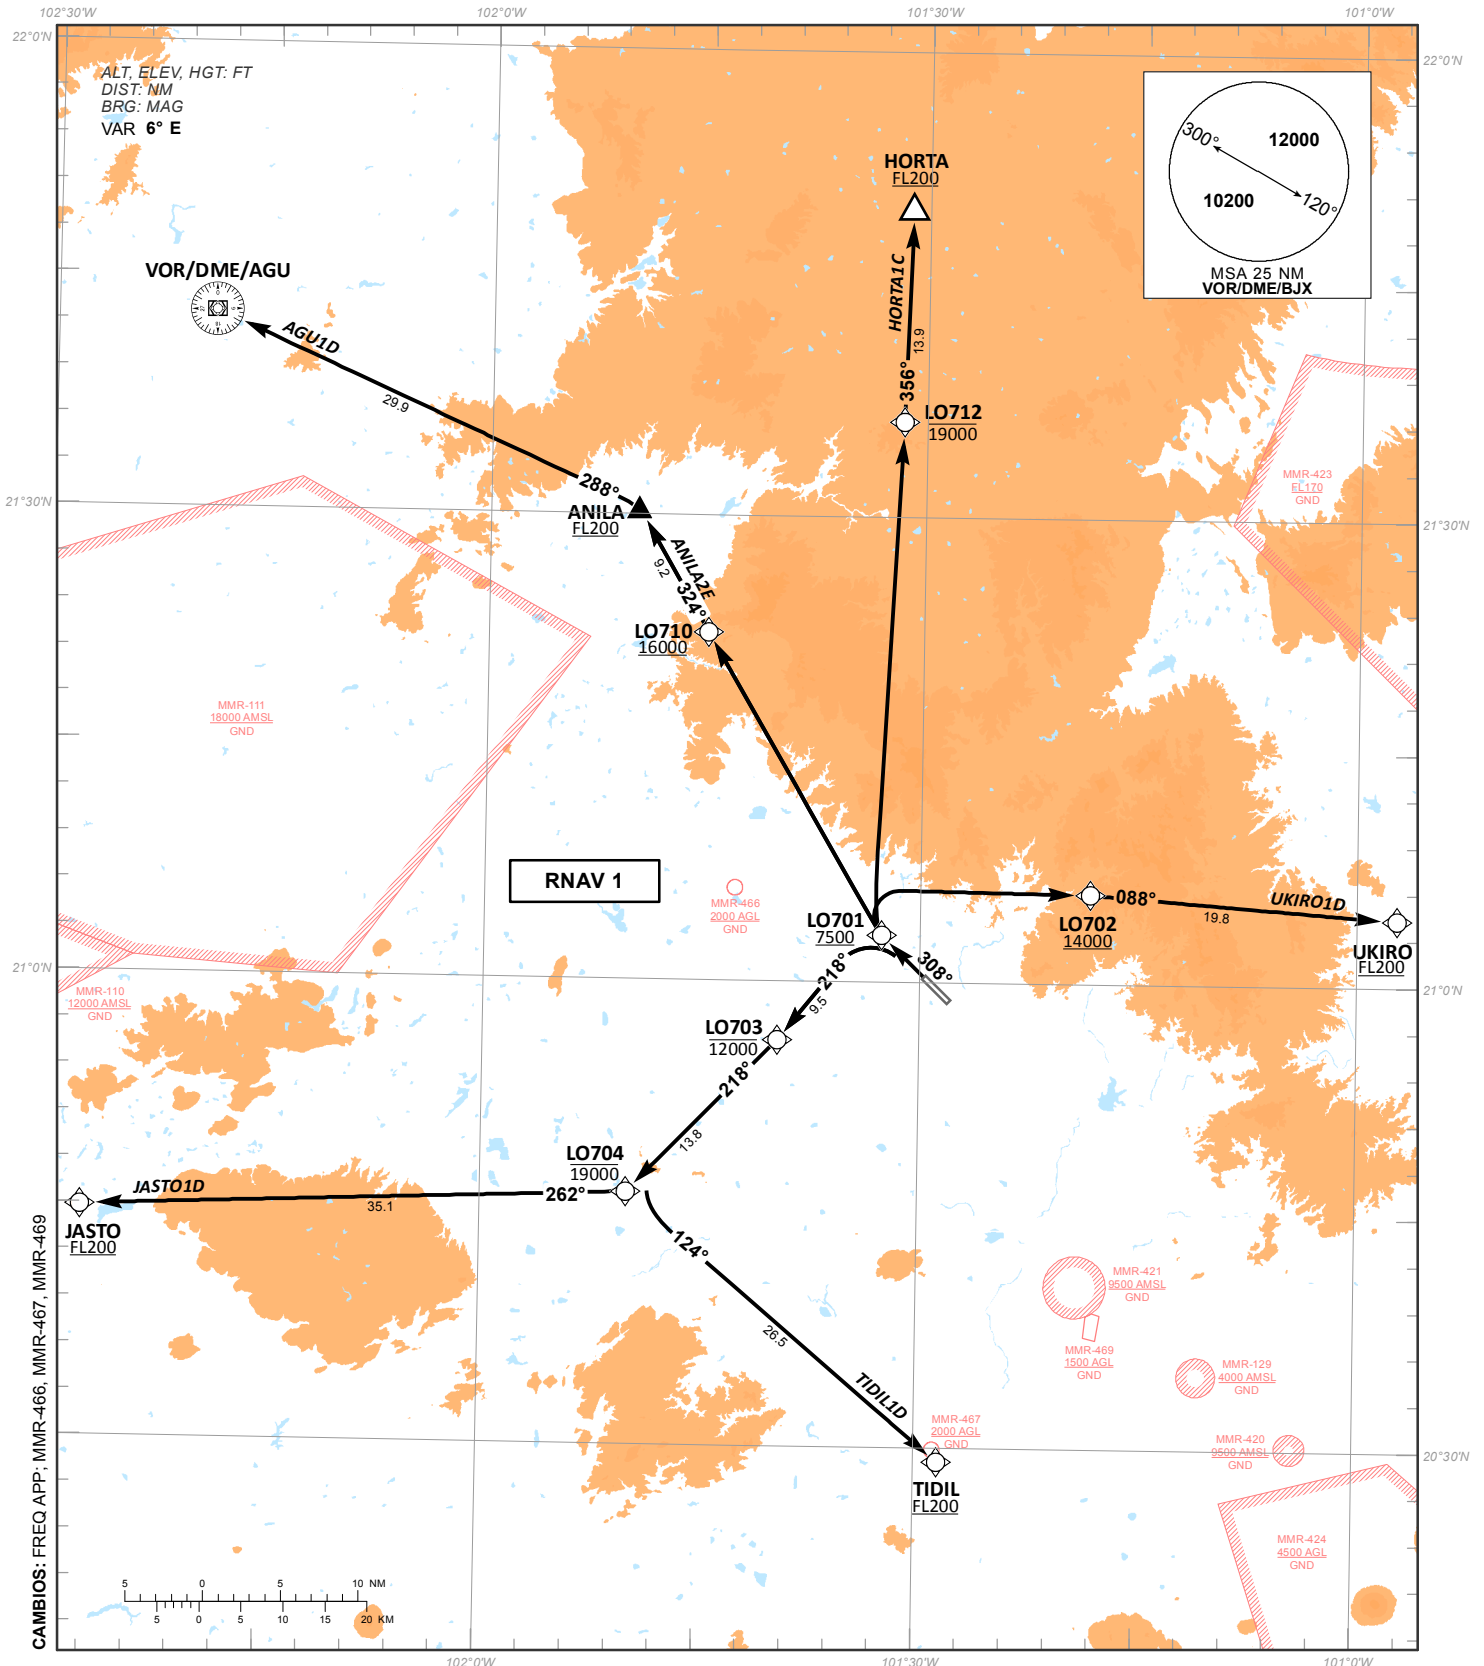 102°30'W
102°0'W
101°30'W
101°0'W
22°0'N
22°0'N
ALT, ELEV, HGT: FT
DIST: NM
BRG: MAG
VAR 6° E
300°
12000
10200
120°
MSA 25 NM
VOR/DME/BJX
HORTA
FL200
HORTA1C
13.9
356°
LO712
19000
VOR/DME/AGU
AGU1D
29.9
288°
ANILA
FL200
ANILA2E
9.2
324°
LO710
16000
21°30'N
21°30'N
MMR-423
FL170
GND
MMR-111
18000 AMSL
GND
RNAV 1
MMR-466
2000 AGL
GND
LO701
7500
308°
088°
LO702
14000
UKIRO1D
19.8
UKIRO
FL200
21°0'N
21°0'N
MMR-110
12000 AMSL
GND
218°
9.5
LO703
12000
218°
13.8
LO704
19000
262°
JASTO1D
35.1
JASTO
FL200
124°
26.5
TIDIL1D
TIDIL
FL200
MMR-421
9500 AMSL
GND
MMR-469
1500 AGL
GND
MMR-129
4000 AMSL
GND
MMR-467
2000 AGL
GND
MMR-420
9500 AMSL
GND
20°30'N
MMR-424
4500 AGL
GND
CAMBIOS: FREQ APP; MMR-466, MMR-467, MMR-469
5 0 5 10 NM
5 0 5 10 15 20 KM
102°0'W
101°30'W
101°0'W